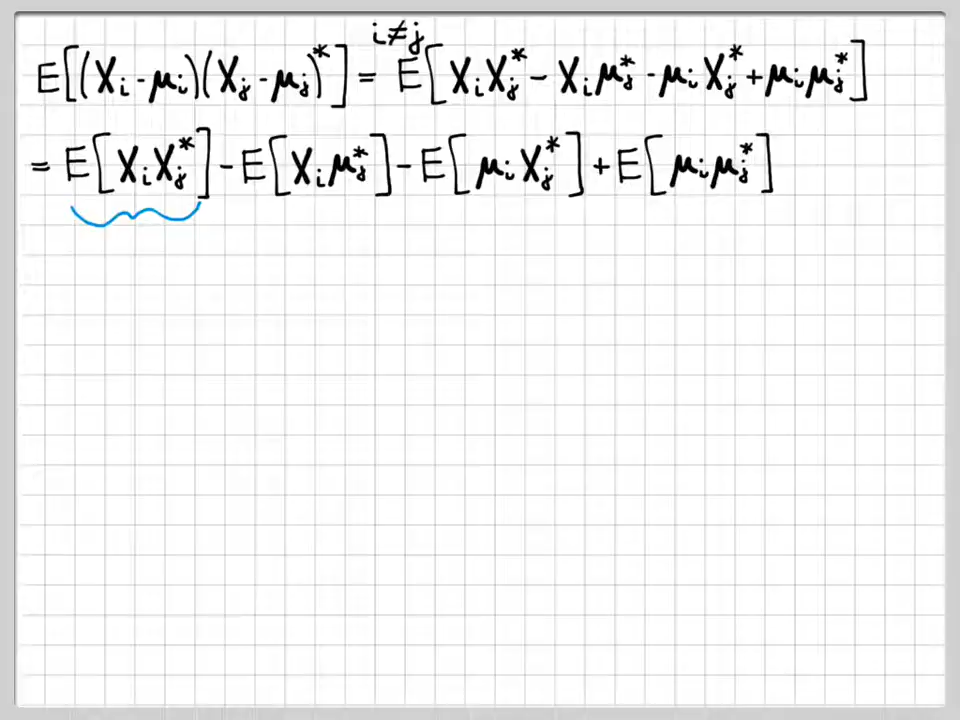 i≠j
E[(Xᵢ-μᵢ)(Xⱼ-μⱼ)*] = E[XᵢXⱼ* - Xᵢμⱼ* - μᵢXⱼ* + μᵢμⱼ*]
= E[XᵢXⱼ*] - E[Xᵢμⱼ*] - E[μᵢXⱼ*] + E[μᵢμⱼ*]